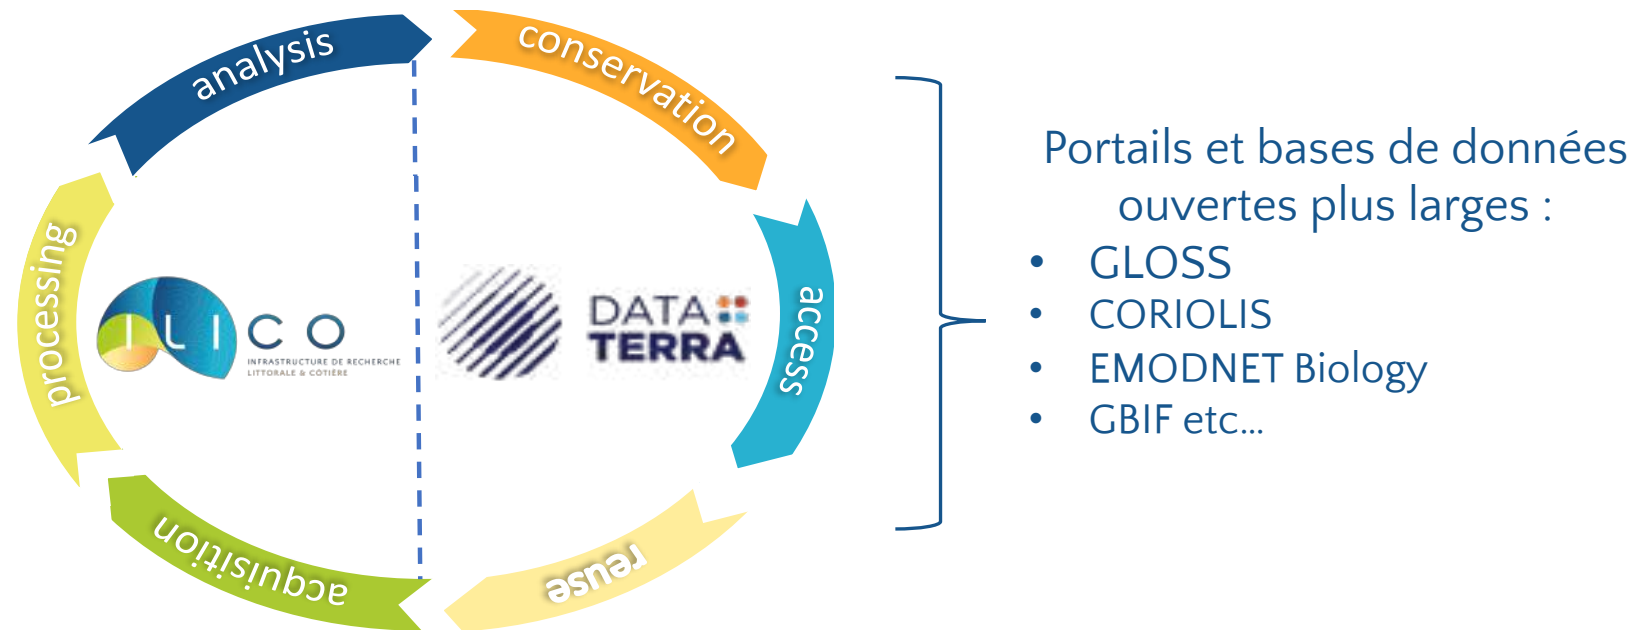 analysis
conservation
access
reuse
acquisition
processing
ILICO
INFRASTRUCTURE DE RECHERCHE
LITTORALE & CÔTIÈRE
DATA
TERRA
Portails et bases de données
ouvertes plus larges :
• GLOSS
• CORIOLIS
• EMODNET Biology
• GBIF etc...